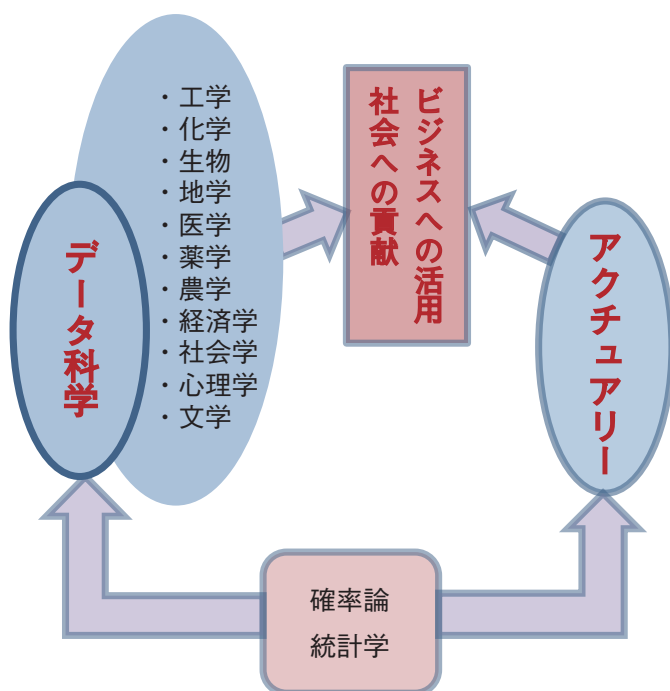 ・工学
・化学
・生物
・地学
・医学
・薬学
・農学
・経済学
・社会学
・心理学
・文学
データ科学
ビジネスへの活用
社会への貢献
アクチュアリー
確率論
統計学